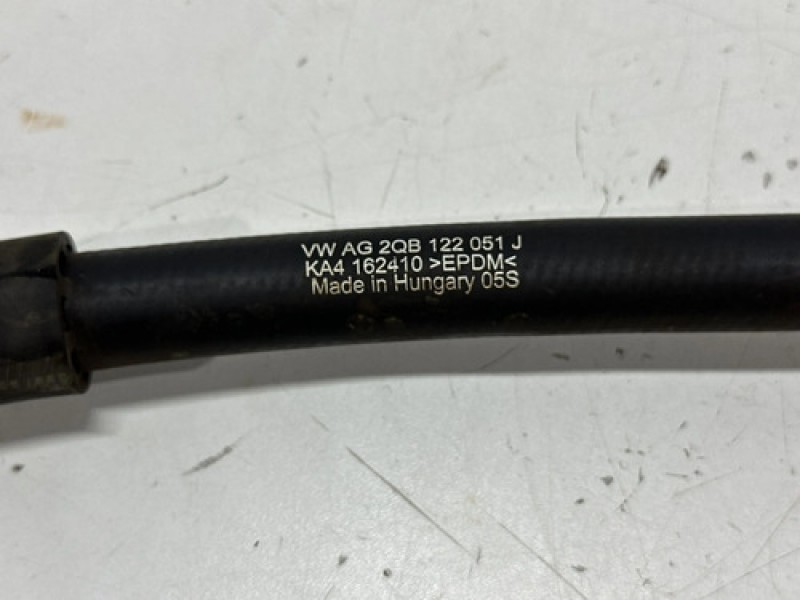 VW AG 2QB 122 051 J
KA4 162410 >EPDM<
Made in Hungary 05S